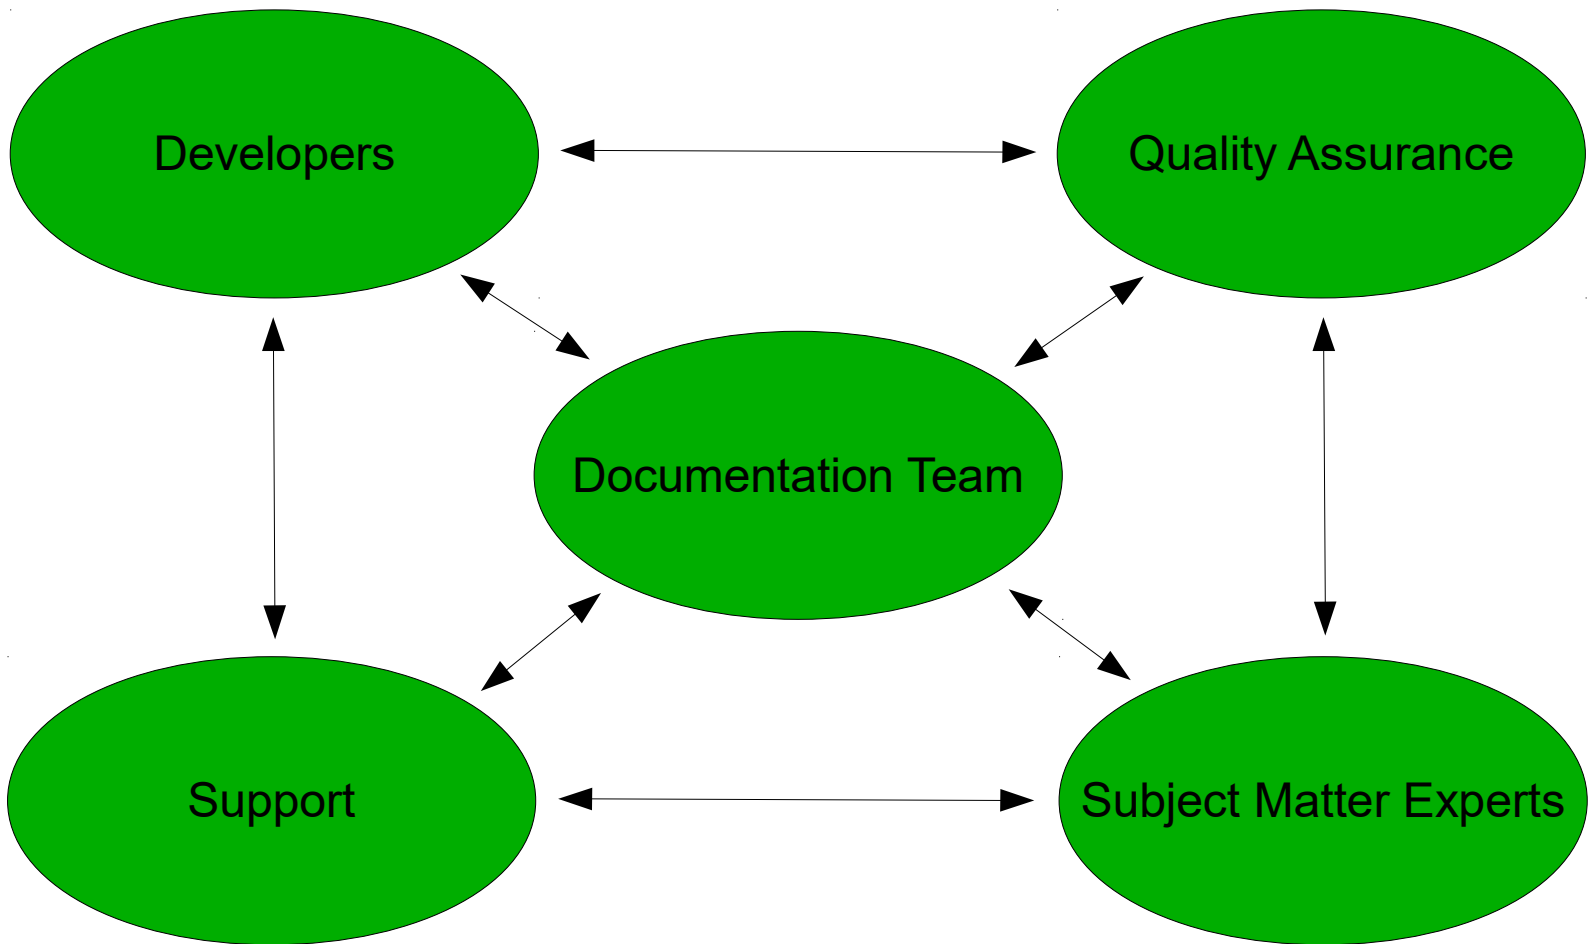 Developers
Quality Assurance
Documentation Team
Support
Subject Matter Experts